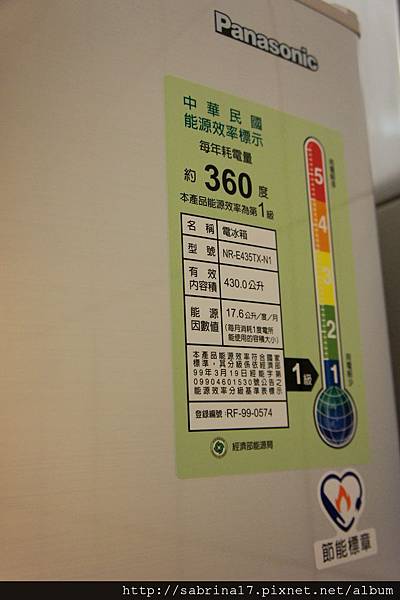 Panasonic
中華民國
能源效率標示
每年耗電量
約 360 度
本產品能源效率為第1級
名稱 電冰箱
型號 NR-E435TX-N1
有效內容積 430.0公升
能源因數值 17.6公升/度/月
(每月消耗1度電所
能使用的容積大小)
本產品能源效率符合國家
標準，其分級係依經濟部
99年3月19日經能字第
09904601530號公告之
能源效率分級基準表標示
登錄編號:RF-99-0574
經濟部能源局
5
4
3
2
1
1級
節能標章
http://sabrina17.pixnet.net/album